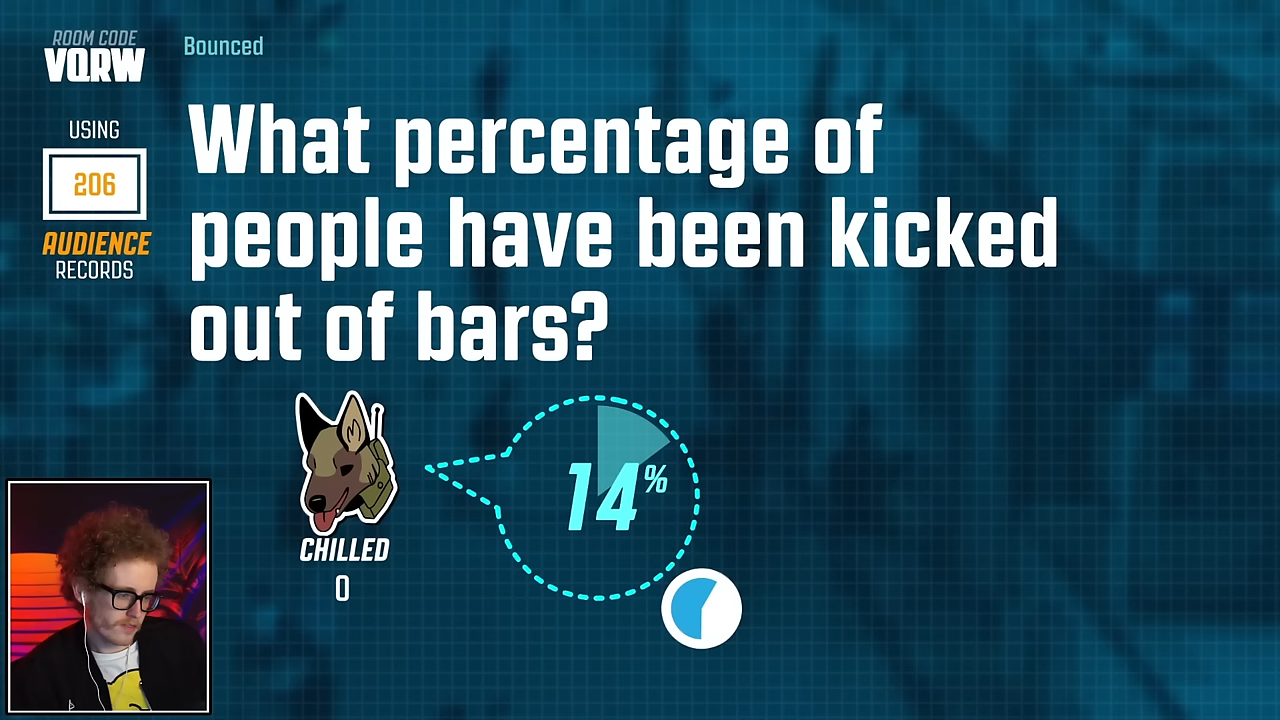 ROOM CODE
VQRW
Bounced
USING
206
AUDIENCE
RECORDS
What percentage of
people have been kicked
out of bars?
14%
CHILLED
0